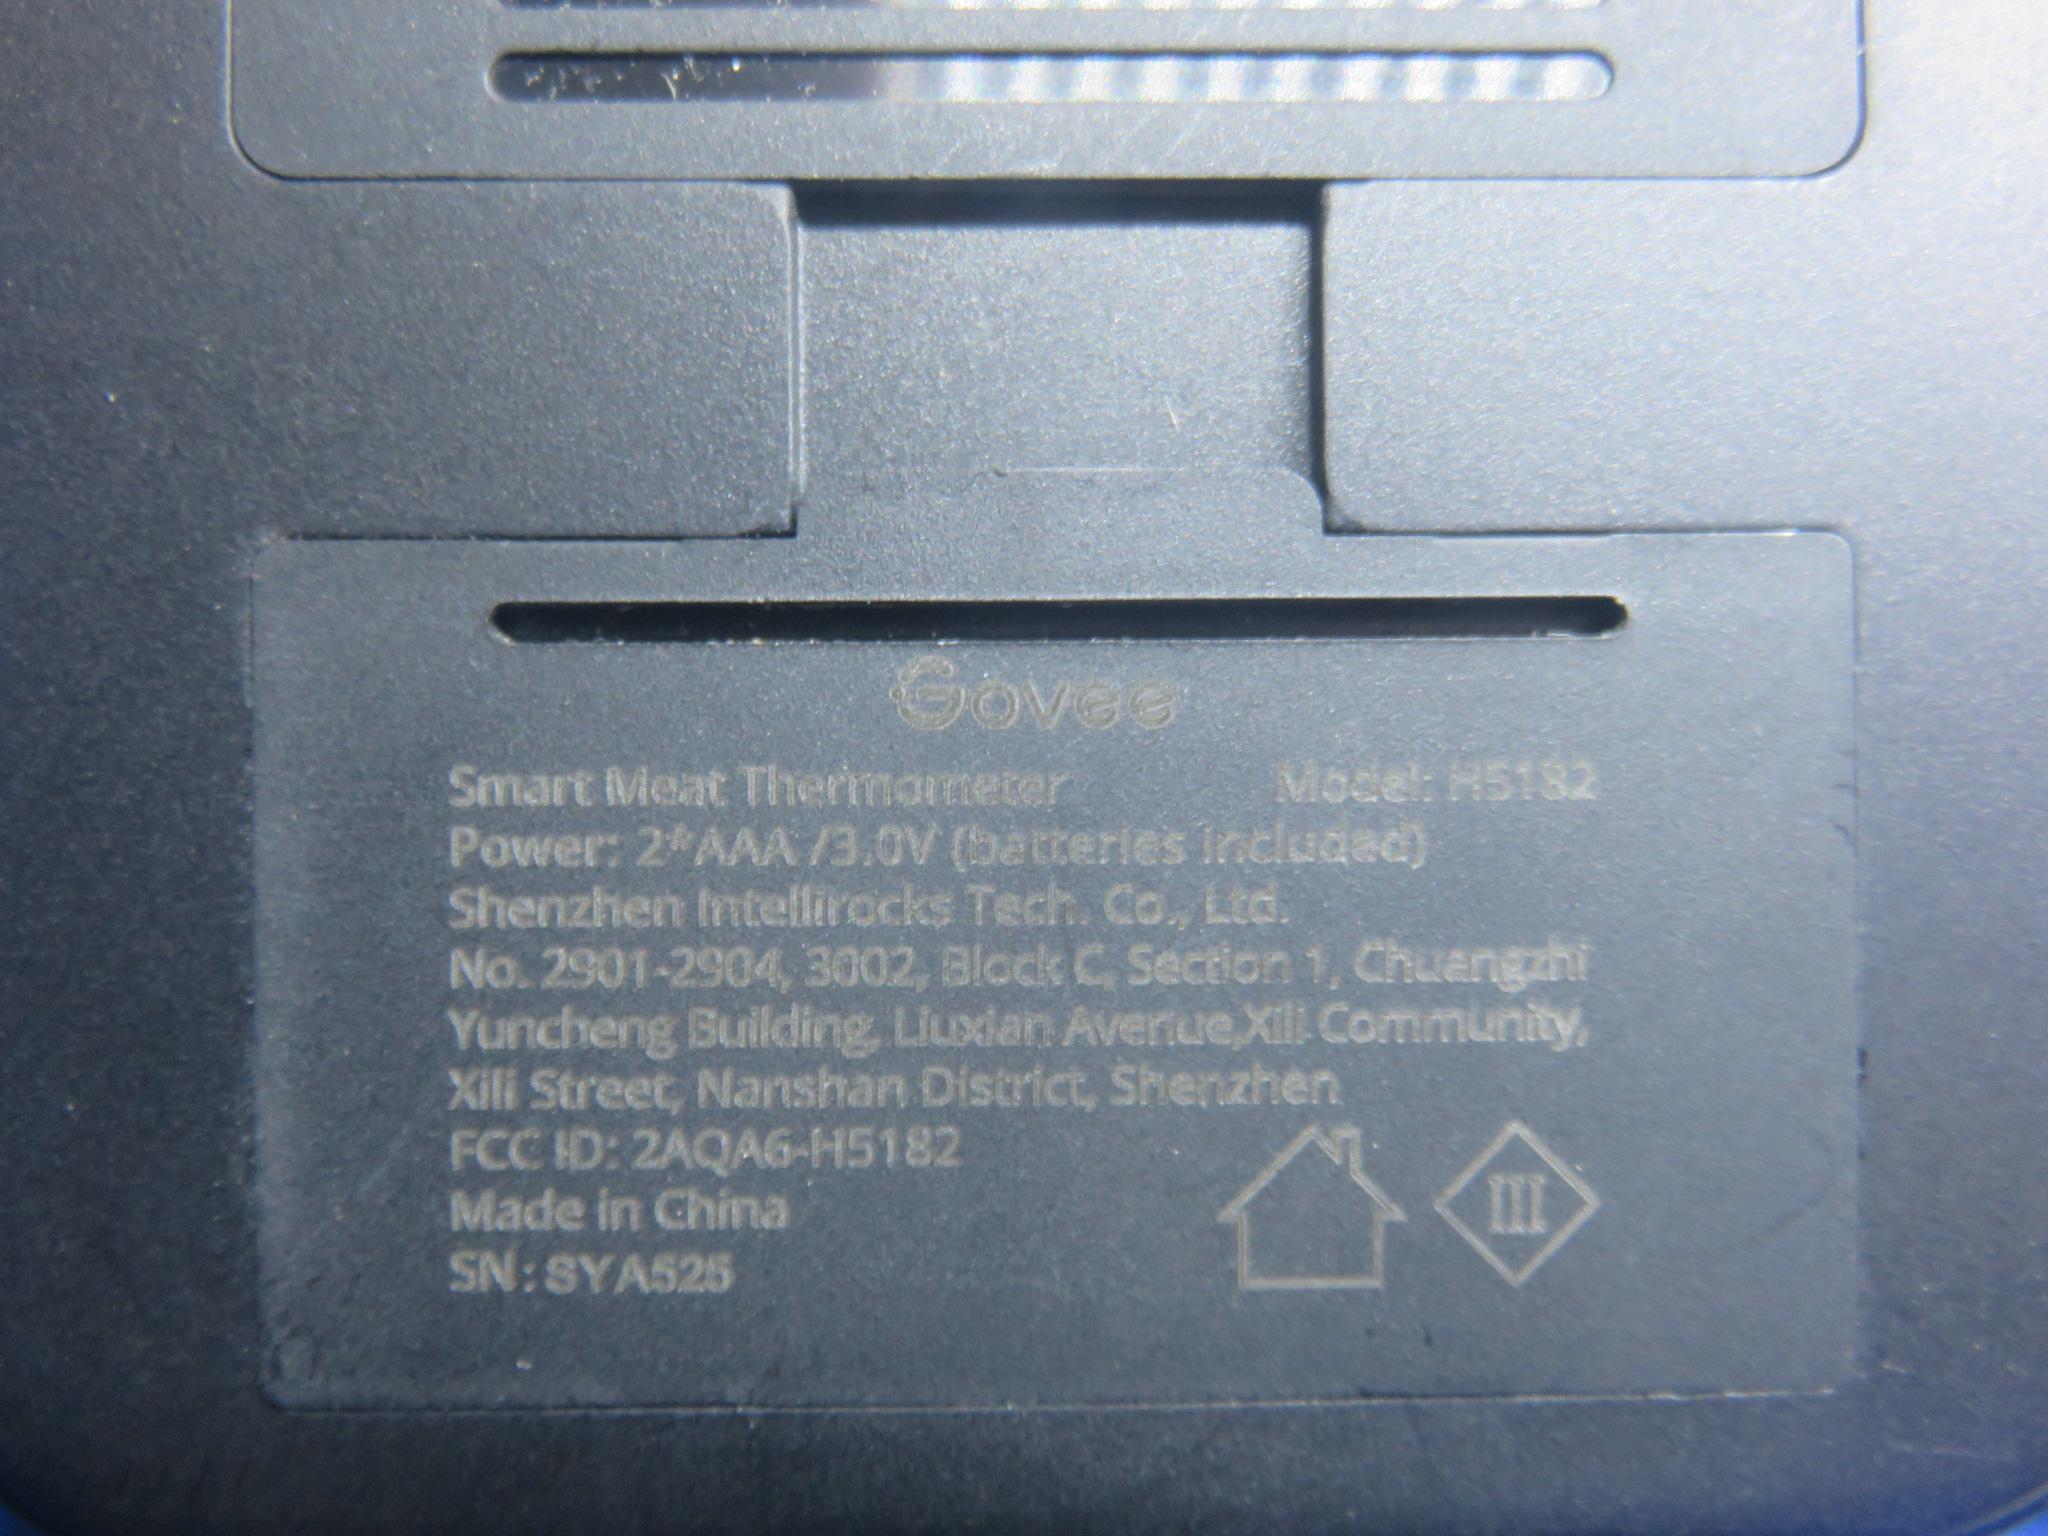 Govee
Smart Meat Thermometer Model: H5182
Power: 2*AAA /3.0V (batteries included)
Shenzhen Intellirocks Tech. Co., Ltd.
No. 2901-2904, 3002, Block C, Section 1, Chuangzhi
Yuncheng Building, Liuxian Avenue,Xili Community,
Xili Street, Nanshan District, Shenzhen
FCC ID: 2AQA6-H5182
Made in China
SN:SYA525
III